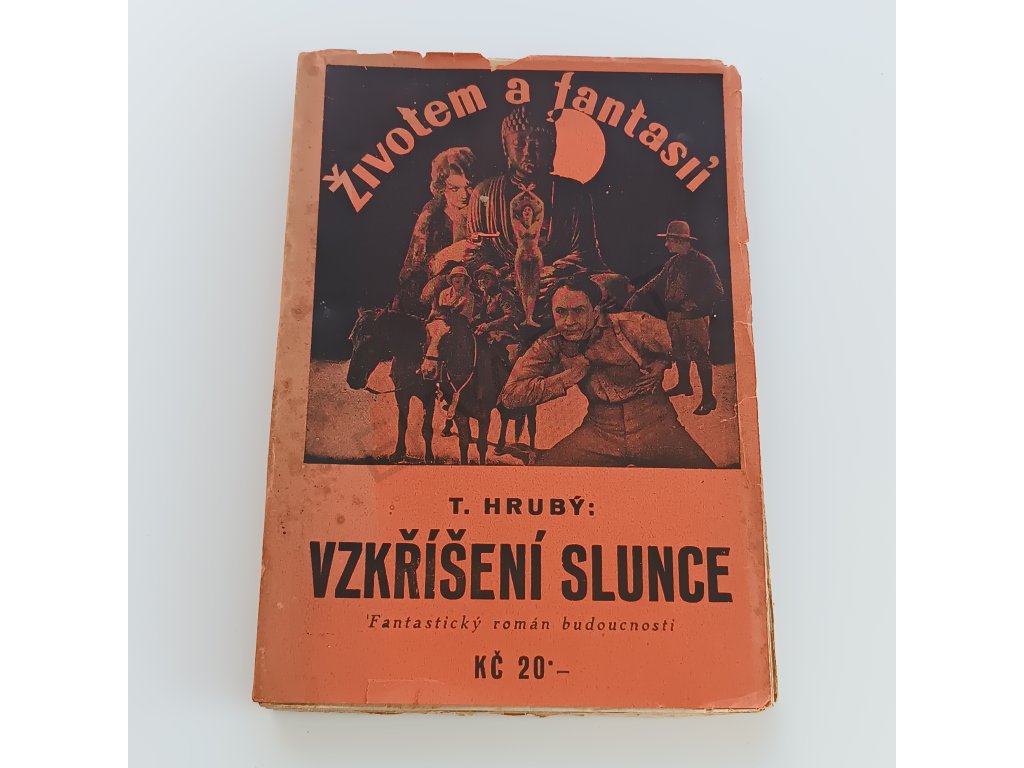 Životem a fantasií
T. HRUBÝ:
VZKŘÍŠENÍ SLUNCE
Fantastický román budoucnosti
KČ 20·–